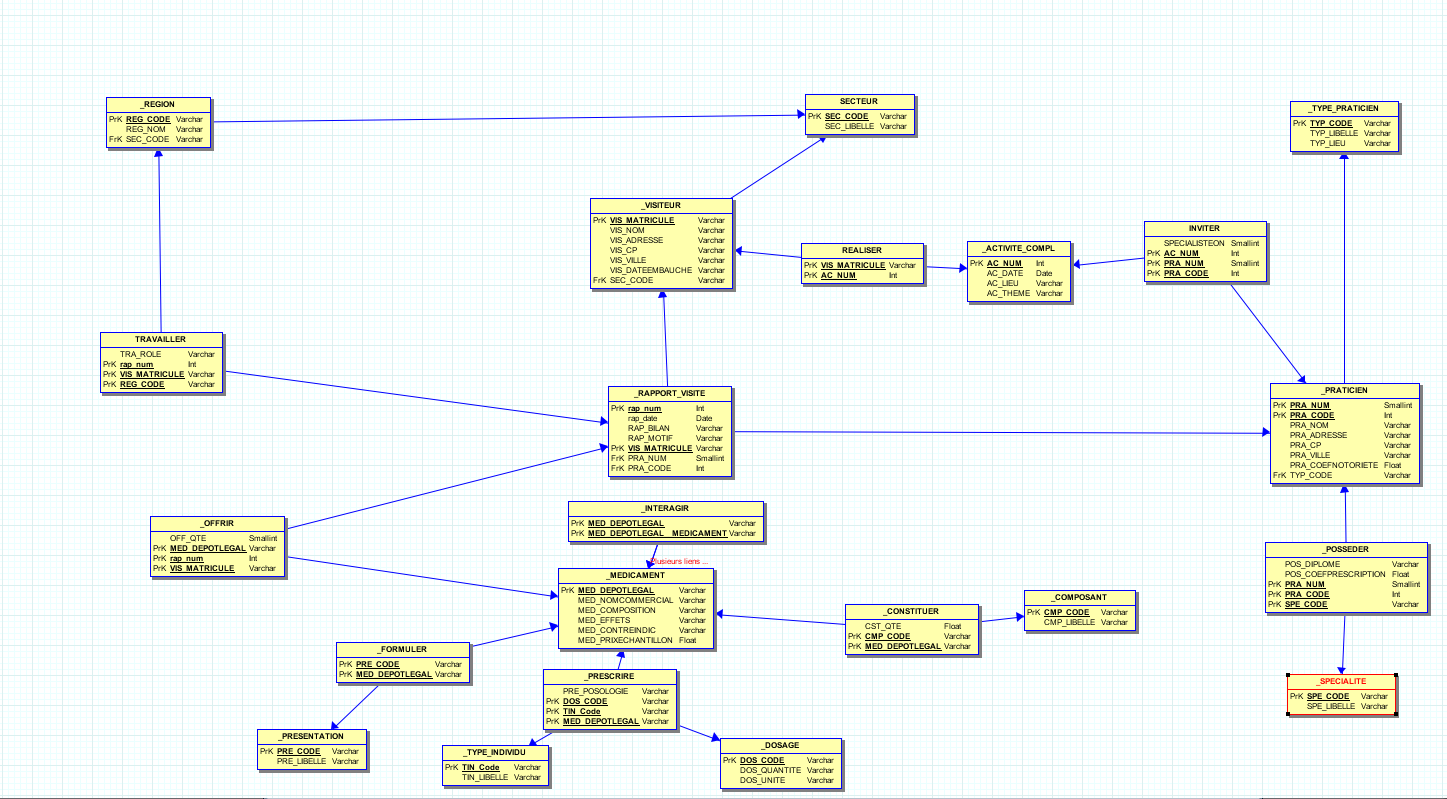 _REGION
PrK REG_CODE Varchar
REG_NOM Varchar
FrK SEC_CODE Varchar
SECTEUR
PrK SEC_CODE Varchar
SEC_LIBELLE Varchar
_TYPE_PRATICIEN
PrK TYP_CODE Varchar
TYP_LIBELLE Varchar
TYP_LIEU Varchar
_VISITEUR
PrK VIS_MATRICULE Varchar
VIS_NOM Varchar
VIS_ADRESSE Varchar
VIS_CP Varchar
VIS_VILLE Varchar
VIS_DATEEMBAUCHE Varchar
FrK SEC_CODE Varchar
REALISER
PrK VIS_MATRICULE Varchar
PrK AC_NUM Int
_ACTIVITE_COMPL
PrK AC_NUM Int
AC_DATE Date
AC_LIEU Varchar
AC_THEME Varchar
INVITER
SPECIALISTEON Smallint
PrK AC_NUM Int
PrK PRA_NUM Smallint
PrK PRA_CODE Int
TRAVAILLER
TRA_ROLE Varchar
PrK rap_num Int
PrK VIS_MATRICULE Varchar
PrK REG_CODE Varchar
_RAPPORT_VISITE
PrK rap_num Int
rap_date Date
RAP_BILAN Varchar
RAP_MOTIF Varchar
PrK VIS_MATRICULE Varchar
FrK PRA_NUM Smallint
FrK PRA_CODE Int
_PRATICIEN
PrK PRA_NUM Smallint
PrK PRA_CODE Int
PRA_NOM Varchar
PRA_ADRESSE Varchar
PRA_CP Varchar
PRA_VILLE Varchar
PRA_COEFNOTORIETE Float
FrK TYP_CODE Varchar
_OFFRIR
OFF_QTE Smallint
PrK MED_DEPOTLEGAL Varchar
PrK rap_num Int
PrK VIS_MATRICULE Varchar
_INTERAGIR
PrK MED_DEPOTLEGAL Varchar
PrK MED_DEPOTLEGAL__MEDICAMENT Varchar
Plusieurs liens ...
_MEDICAMENT
PrK MED_DEPOTLEGAL Varchar
MED_NOMCOMMERCIAL Varchar
MED_COMPOSITION Varchar
MED_EFFETS Varchar
MED_CONTREINDIC Varchar
MED_PRIXECHANTILLON Float
_POSSEDER
POS_DIPLOME Varchar
POS_COEFPRESCRIPTION Float
PrK PRA_NUM Smallint
PrK PRA_CODE Int
PrK SPE_CODE Varchar
_CONSTITUER
CST_QTE Float
PrK CMP_CODE Varchar
PrK MED_DEPOTLEGAL Varchar
_COMPOSANT
PrK CMP_CODE Varchar
CMP_LIBELLE Varchar
_FORMULER
PrK PRE_CODE Varchar
PrK MED_DEPOTLEGAL Varchar
_PRESCRIRE
PRE_POSOLOGIE Varchar
PrK DOS_CODE Varchar
PrK TIN_Code Varchar
PrK MED_DEPOTLEGAL Varchar
_SPECIALITE
PrK SPE_CODE Varchar
SPE_LIBELLE Varchar
_PRESENTATION
PrK PRE_CODE Varchar
PRE_LIBELLE Varchar
_TYPE_INDIVIDU
PrK TIN_Code Varchar
TIN_LIBELLE Varchar
_DOSAGE
PrK DOS_CODE Varchar
DOS_QUANTITE Varchar
DOS_UNITE Varchar